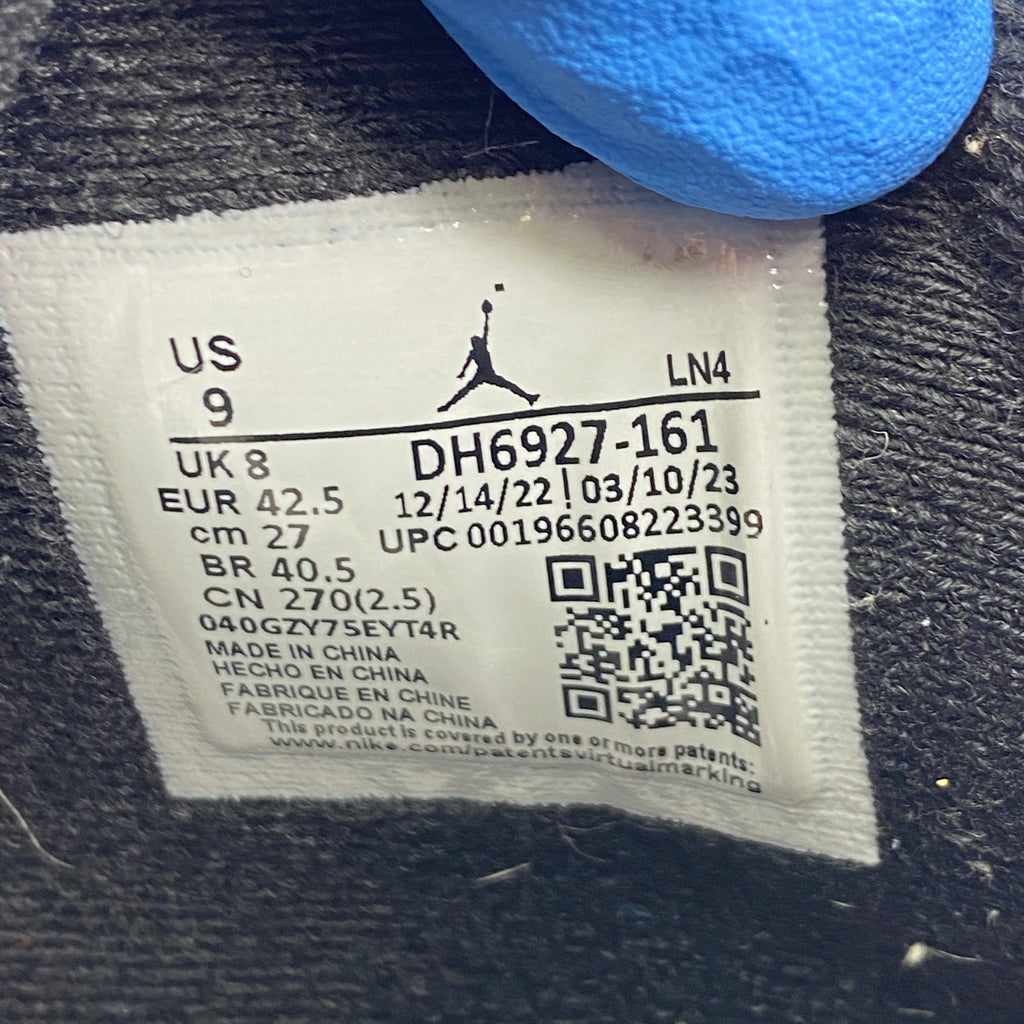 US
9
LN4
UK 8
DH6927-161
EUR 42.5
12/14/22 | 03/10/23
cm 27
UPC 00196608223399
BR 40.5
CN 270(2.5)
040GZY75EYT4R
MADE IN CHINA
HECHO EN CHINA
FABRIQUE EN CHINE
FABRICADO NA CHINA
This product is covered by one or more patents:
www.nike.com/patentsvirtualmarking